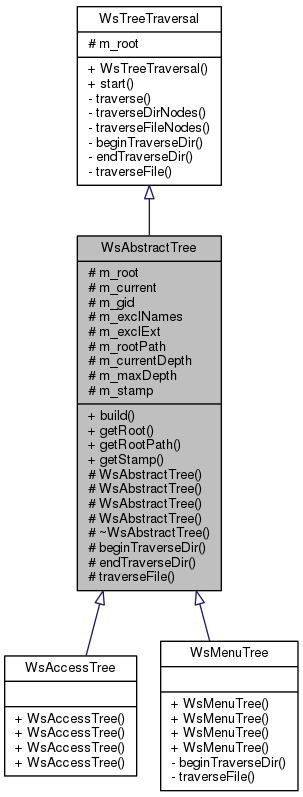 WsTreeTraversal
# m_root
+ WsTreeTraversal()
+ start()
- traverse()
- traverseDirNodes()
- traverseFileNodes()
- beginTraverseDir()
- endTraverseDir()
- traverseFile()
WsAbstractTree
# m_root
# m_current
# m_gid
# m_exclNames
# m_exclExt
# m_rootPath
# m_currentDepth
# m_maxDepth
# m_stamp
+ build()
+ getRoot()
+ getRootPath()
+ getStamp()
# WsAbstractTree()
# WsAbstractTree()
# WsAbstractTree()
# WsAbstractTree()
# ~WsAbstractTree()
# beginTraverseDir()
# endTraverseDir()
# traverseFile()
WsAccessTree
+ WsAccessTree()
+ WsAccessTree()
+ WsAccessTree()
+ WsAccessTree()
WsMenuTree
+ WsMenuTree()
+ WsMenuTree()
+ WsMenuTree()
+ WsMenuTree()
- beginTraverseDir()
- traverseFile()